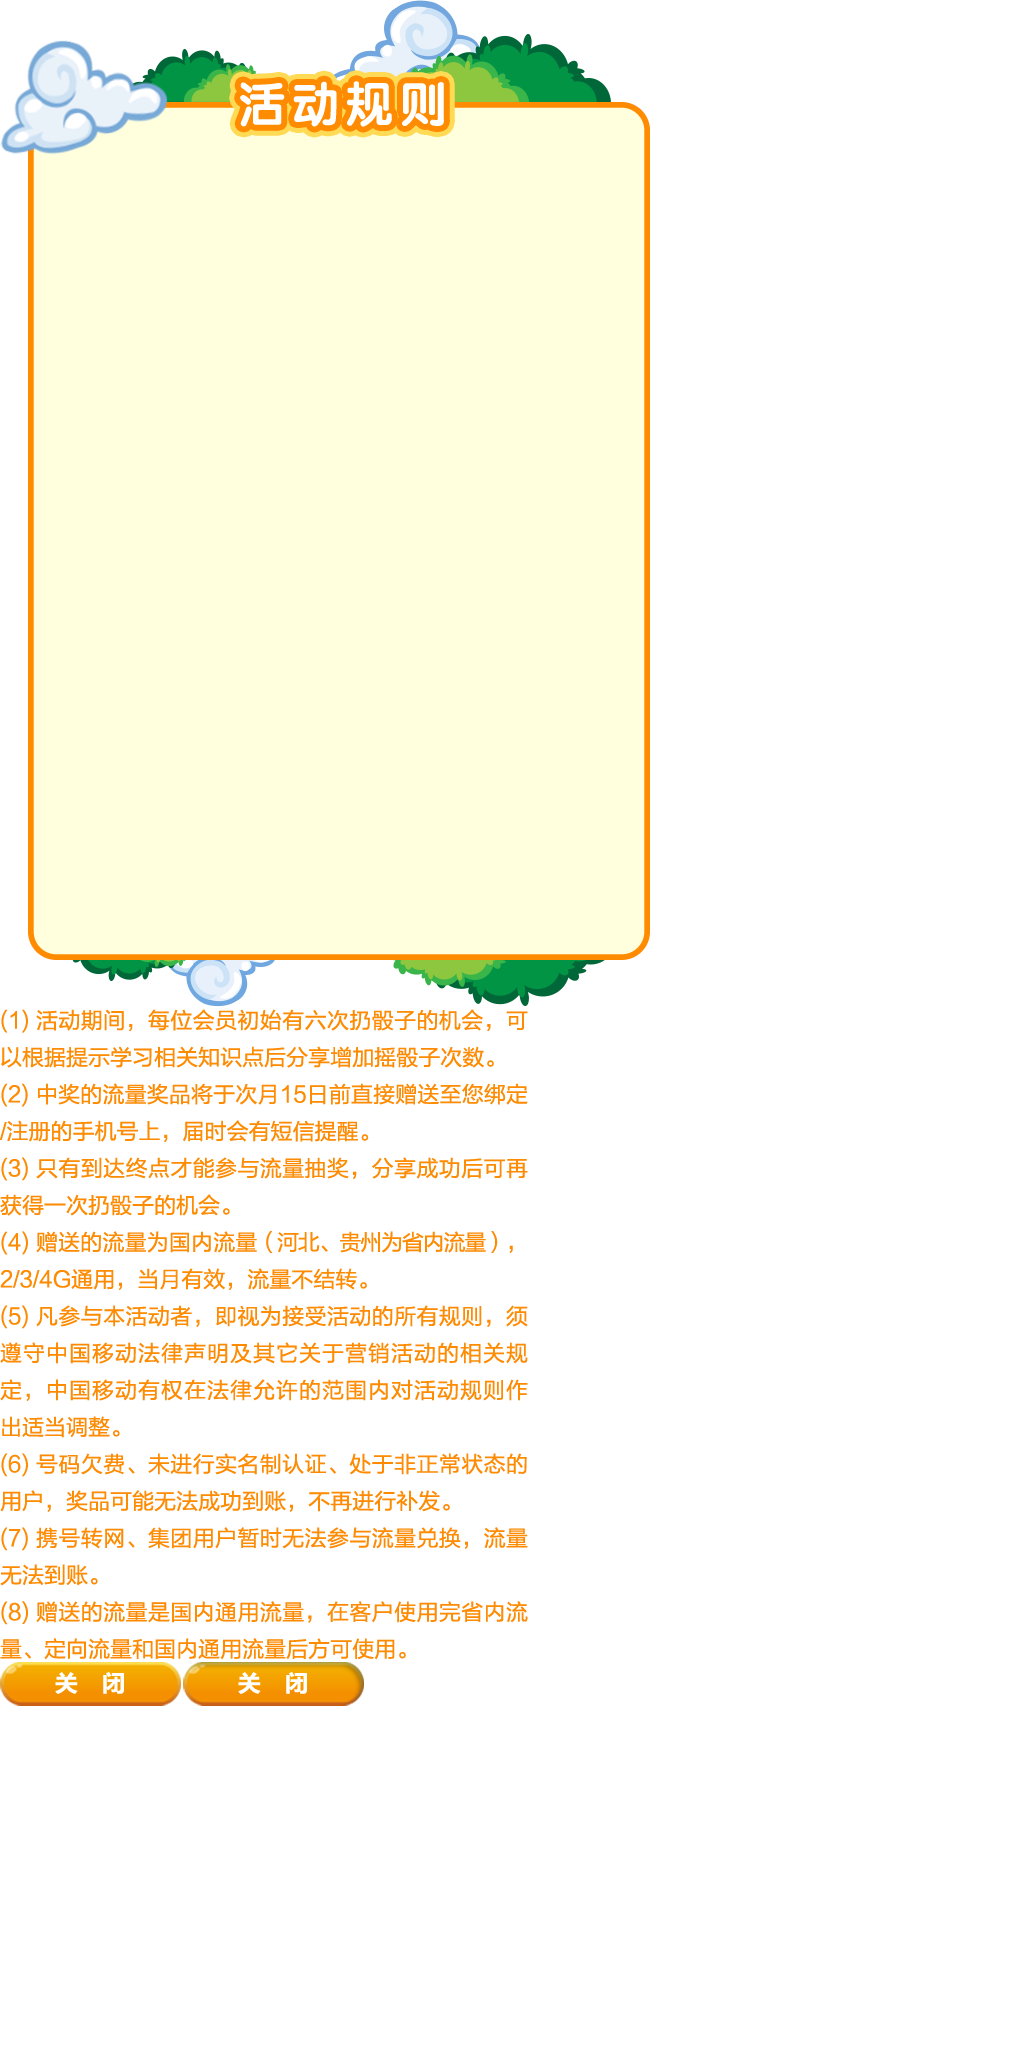 活动规则
(1) 活动期间，每位会员初始有六次扔骰子的机会，可
以根据提示学习相关知识点后分享增加摇骰子次数。
(2) 中奖的流量奖品将于次月15日前直接赠送至您绑定
/注册的手机号上，届时会有短信提醒。
(3) 只有到达终点才能参与流量抽奖，分享成功后可再
获得一次扔骰子的机会。
(4) 赠送的流量为国内流量（河北、贵州为省内流量），
2/3/4G通用，当月有效，流量不结转。
(5) 凡参与本活动者，即视为接受活动的所有规则，须
遵守中国移动法律声明及其它关于营销活动的相关规
定，中国移动有权在法律允许的范围内对活动规则作
出适当调整。
(6) 号码欠费、未进行实名制认证、处于非正常状态的
用户，奖品可能无法成功到账，不再进行补发。
(7) 携号转网、集团用户暂时无法参与流量兑换，流量
无法到账。
(8) 赠送的流量是国内通用流量，在客户使用完省内流
量、定向流量和国内通用流量后方可使用。
关 闭 关 闭